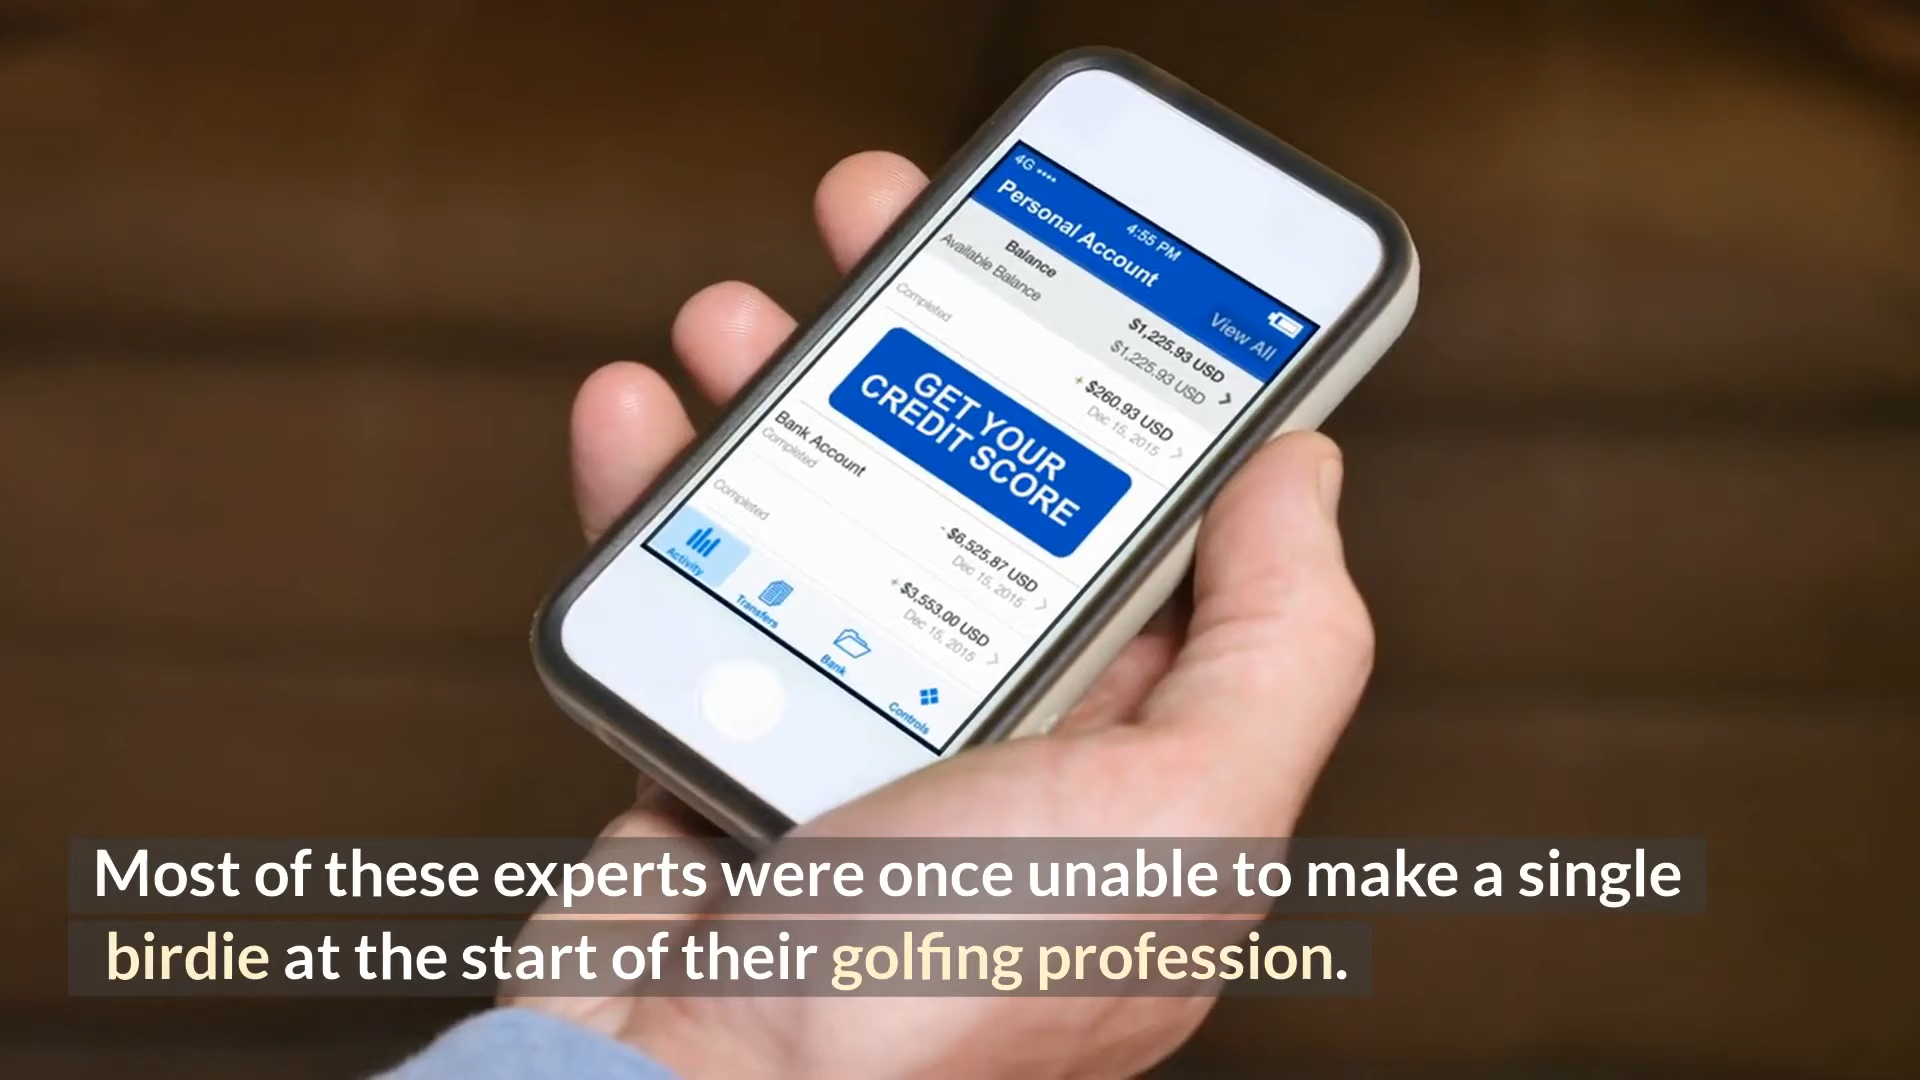 4G ••••
4:55 PM
Personal Account
View All
Balance
$1,225.93 USD
Available Balance
$1,225.93 USD
Completed
+ $260.93 USD
Dec 15, 2015
GET YOUR
CREDIT SCORE
Bank Account
- $6,525.87 USD
Completed
Dec 15, 2015
+ $3,553.00 USD
Completed
Dec 15, 2015
Activity
Transfers
Bank
Controls
Most of these experts were once unable to make a single
birdie at the start of their golfing profession.